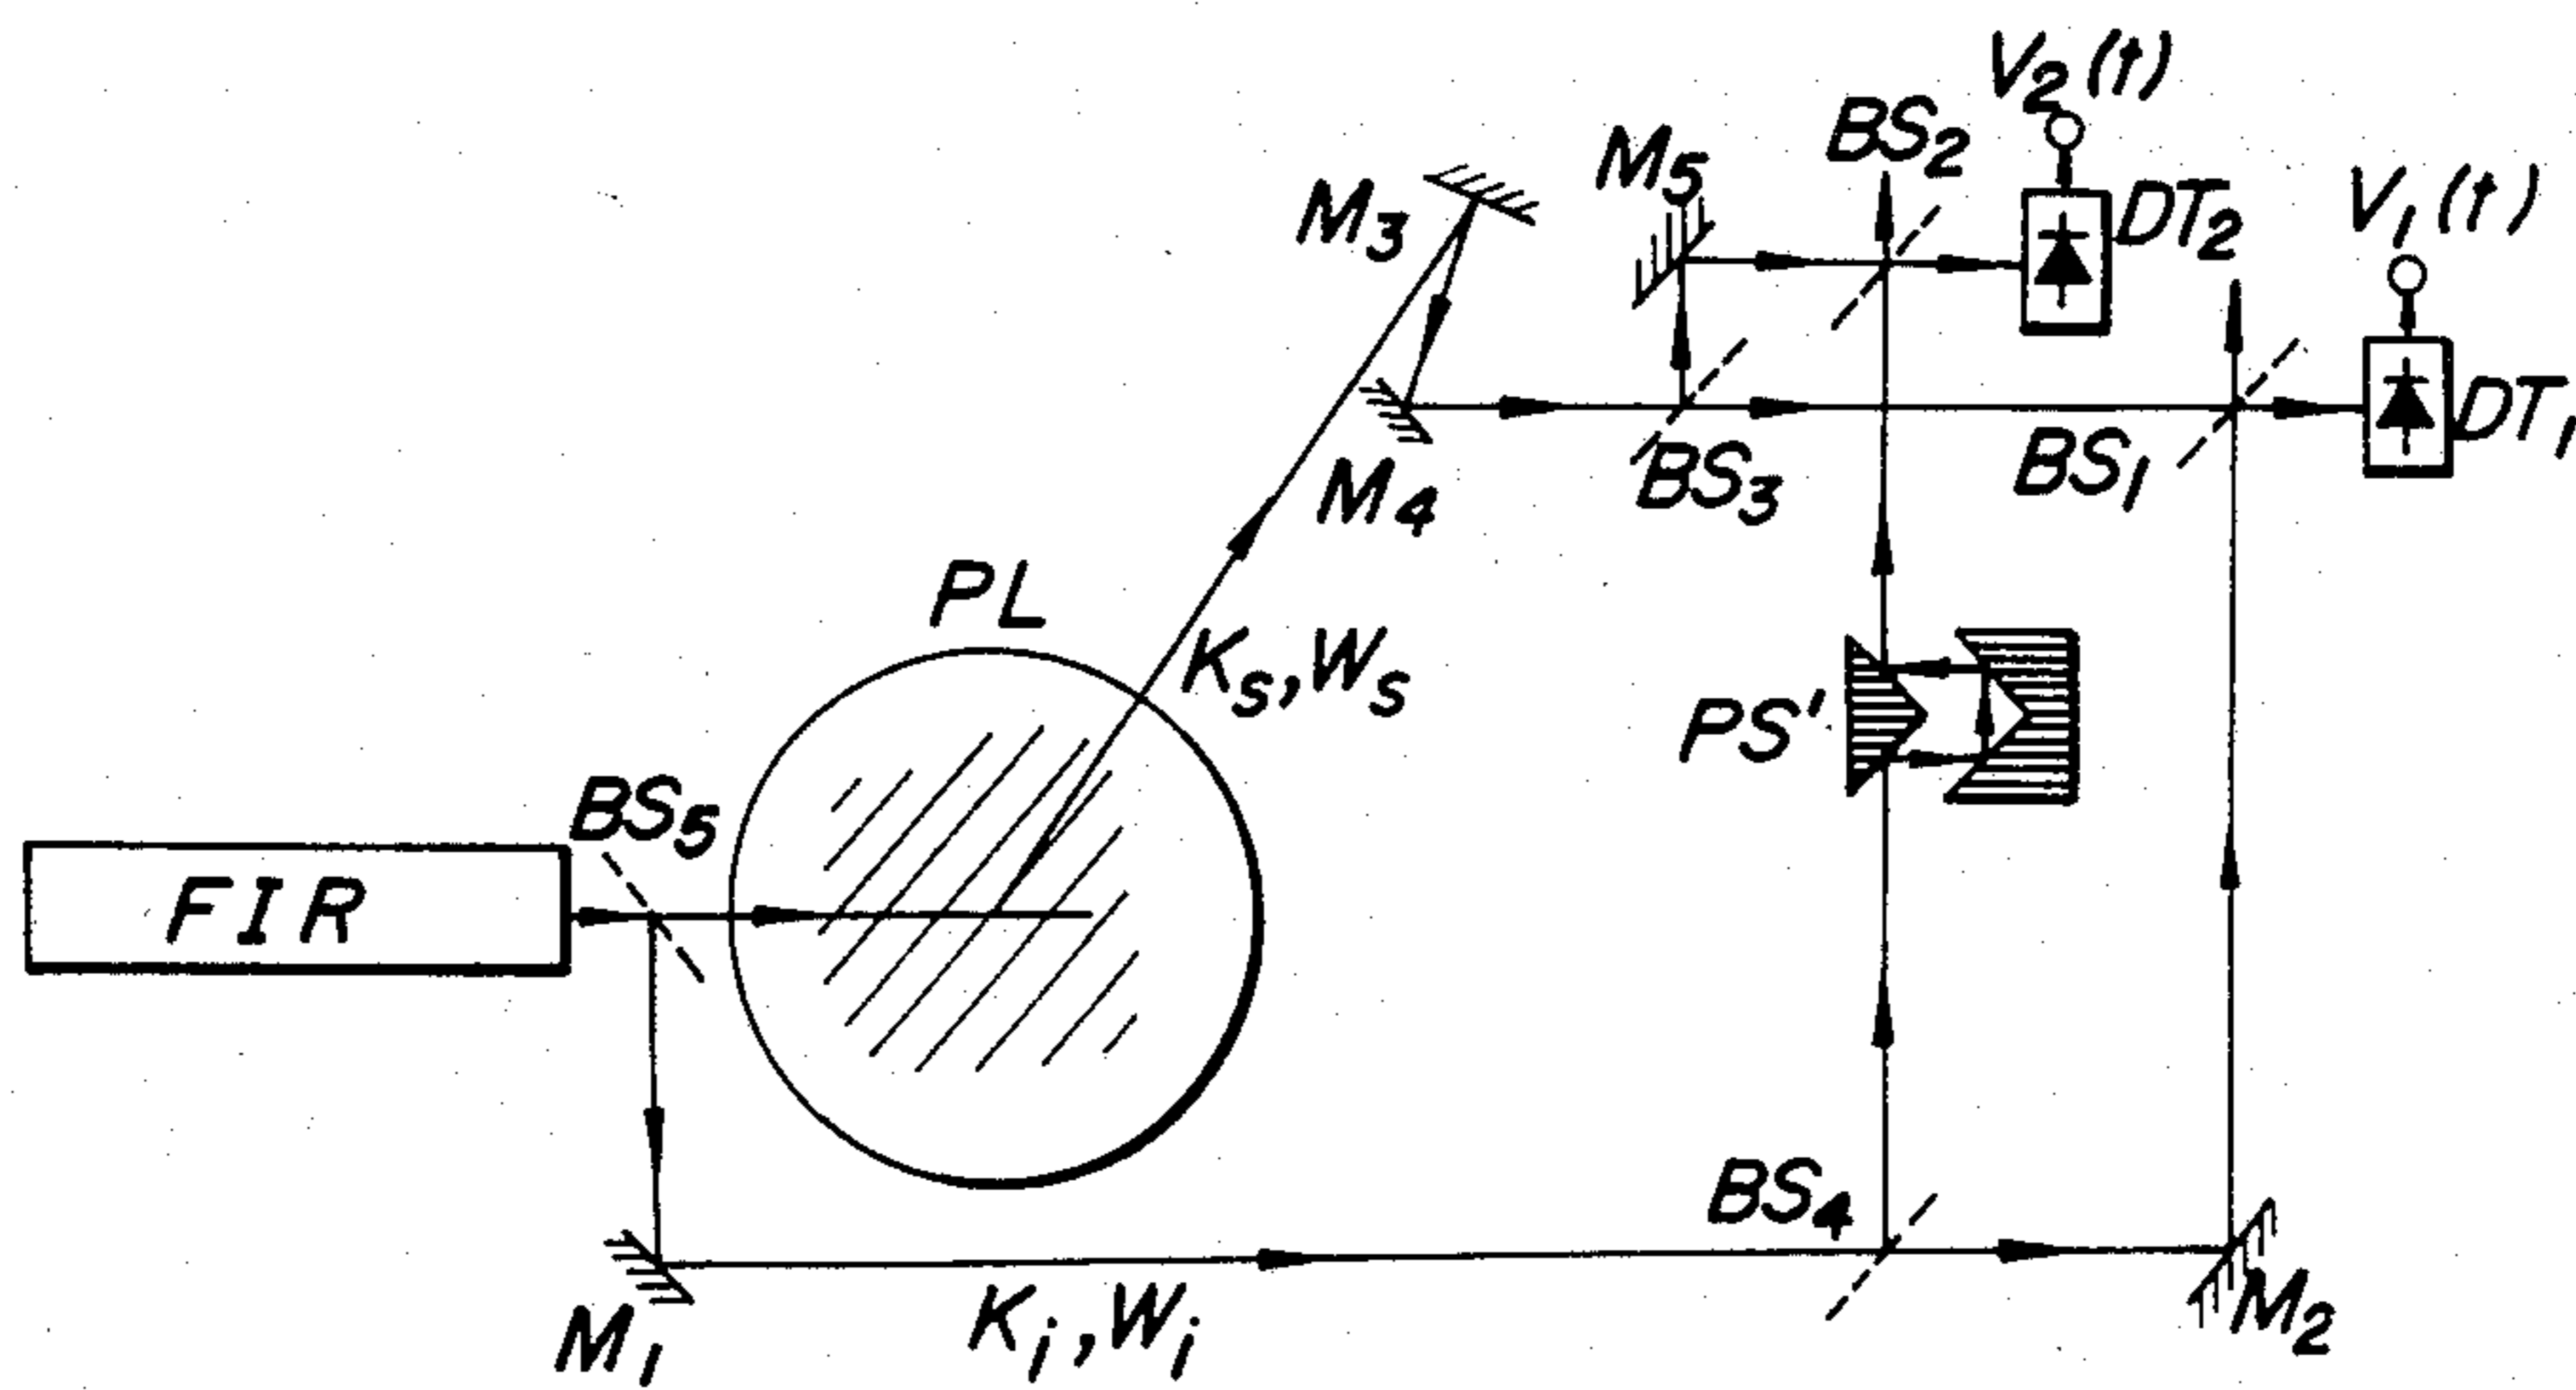 V₂(t)
BS₂
M₅
V₁(t)
M₃
DT₂
DT₁
M₄
BS₃
BS₁
PL
Kₛ,Wₛ
PS'
BS₅
FIR
BS₄
M₁
Kᵢ,Wᵢ
M₂